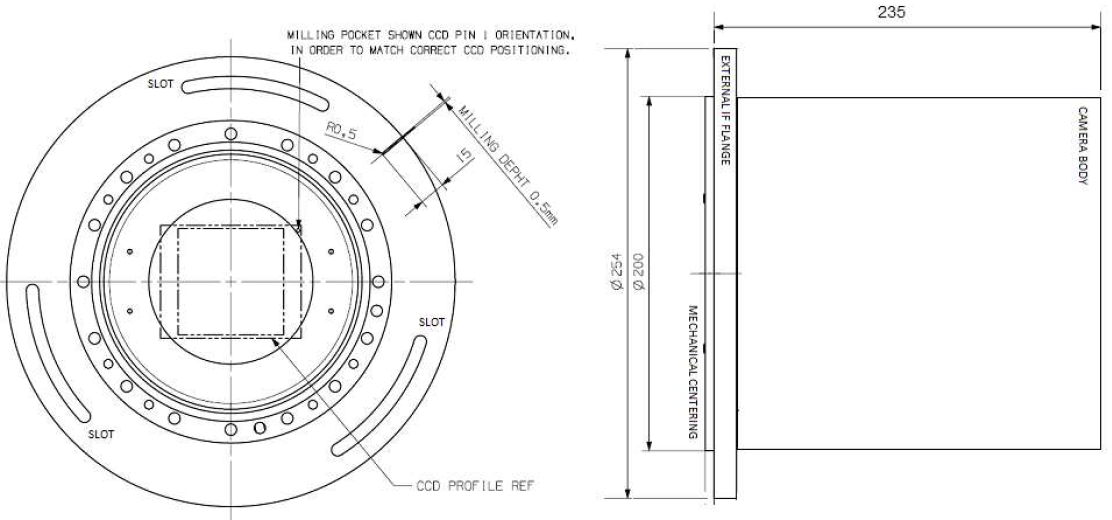 MILLING POCKET SHOWN CCD PIN 1 ORIENTATION.
IN ORDER TO MATCH CORRECT CCD POSITIONING.
SLOT
R0.5
MILLING DEPHT 0.5mm
15
SLOT
SLOT
CCD PROFILE REF
235
EXTERNAL IF FLANGE
CAMERA BODY
Ø 254
Ø 200
MECHANICAL CENTERING